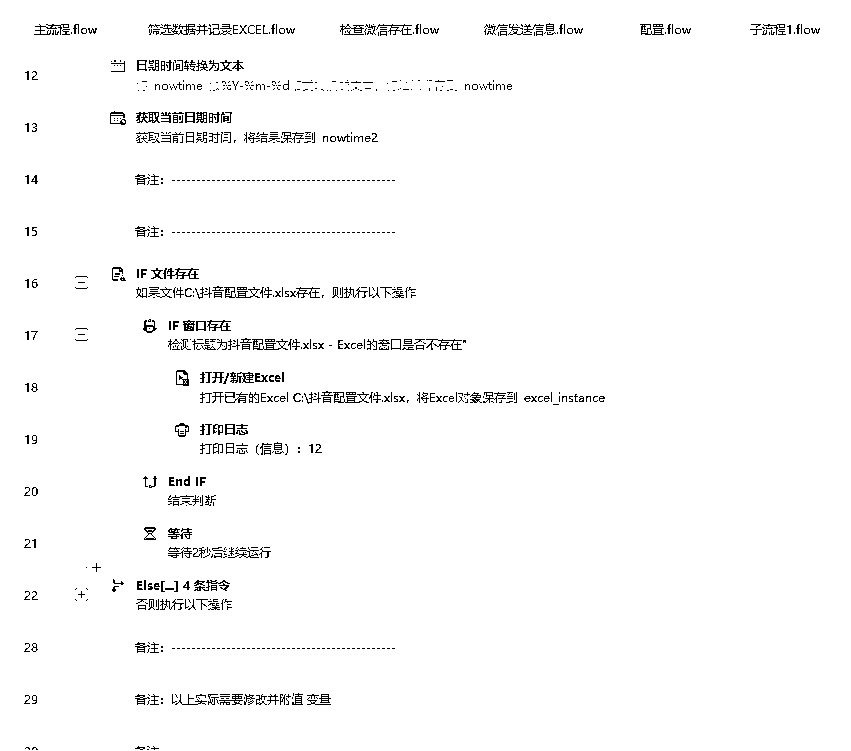 主流程.flow 筛选数据并记录EXCEL.flow 检查微信存在.flow 微信发送信息.flow 配置.flow 子流程1.flow
12 日期时间转换为文本
nowtime %Y-%m-%d nowtime
13 获取当前日期时间
获取当前日期时间，将结果保存到 nowtime2
14 备注：---------------------------------------------
15 备注：---------------------------------------------
16 IF 文件存在
如果文件C:\抖音配置文件.xlsx存在，则执行以下操作
17 IF 窗口存在
检测标题为抖音配置文件.xlsx - Excel的窗口是否不存在"
18 打开/新建Excel
打开已有的Excel C:\抖音配置文件.xlsx，将Excel对象保存到 excel_instance
19 打印日志
打印日志（信息）：12
20 End IF
结束判断
21 等待
等待2秒后继续运行
22 Else[...] 4 条指令
否则执行以下操作
28 备注：---------------------------------------------
29 备注：以上实际需要修改并附值 变量